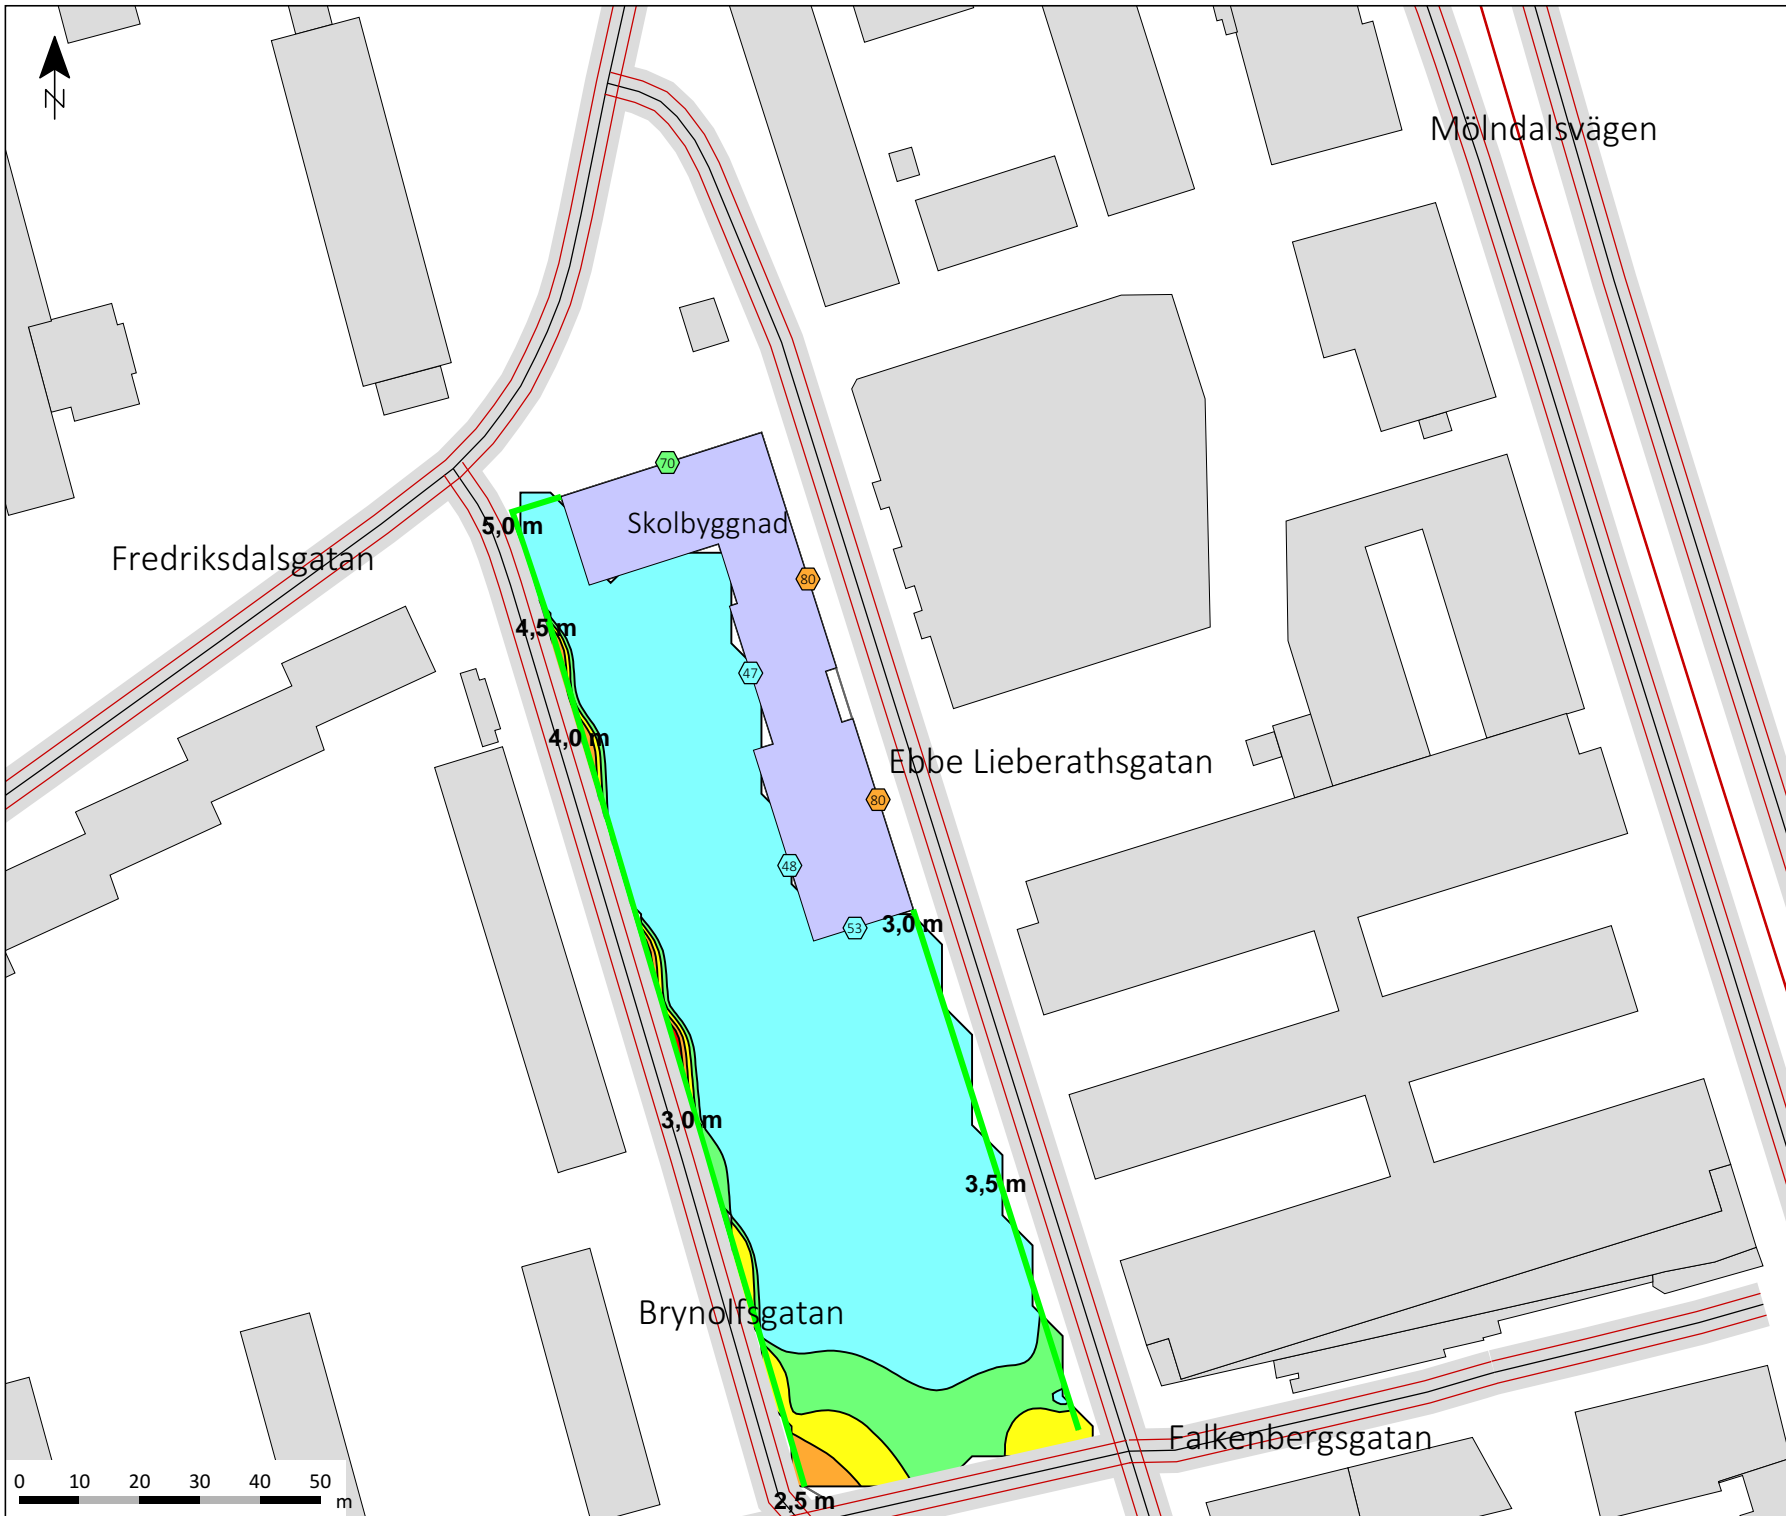 N
Mölndalsvägen
70
5,0 m
Skolbyggnad
Fredriksdalsgatan
80
4,5 m
47
4,0 m
Ebbe Lieberathsgatan
80
48
53
3,0 m
3,0 m
3,5 m
Brynolfsgatan
Falkenbergsgatan
0 10 20 30 40 50
m
2,5 m